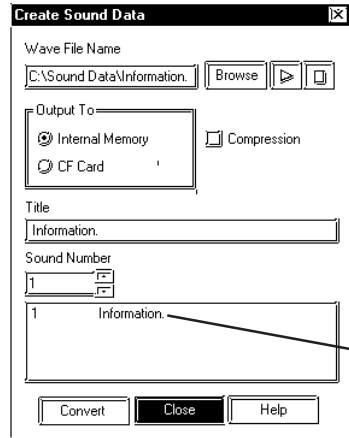 Create Sound Data
Wave File Name
C:\Sound Data\Information.
Browse
Output To
Internal Memory
Compression
CF Card
Title
Information.
Sound Number
1
1 Information.
Convert Close Help